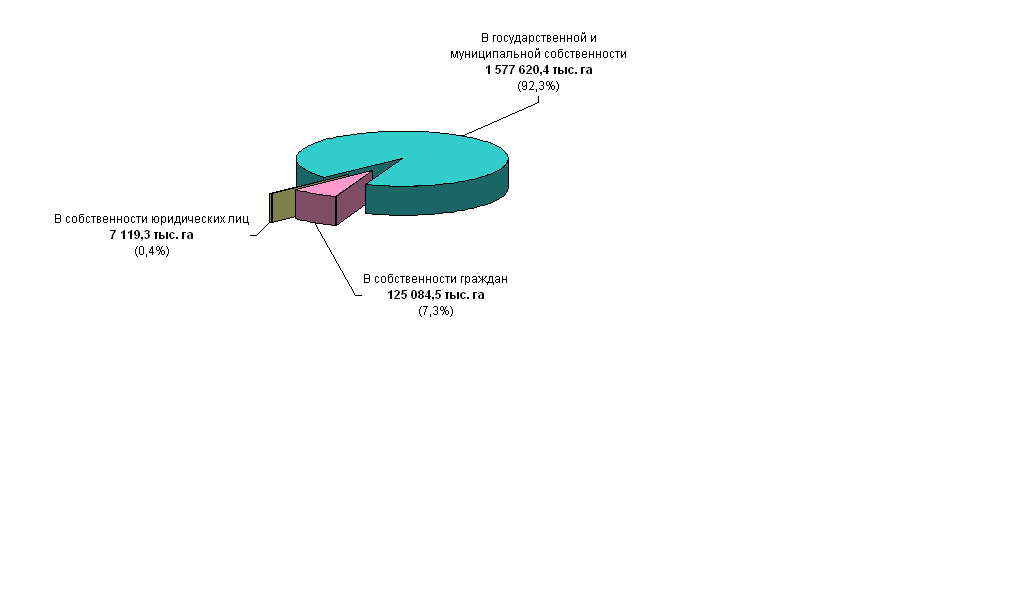 В государственной и
муниципальной собственности
1 577 620,4 тыс. га
(92,3%)
В собственности юридических лиц
7 119,3 тыс. га
(0,4%)
В собственности граждан
125 084,5 тыс. га
(7,3%)